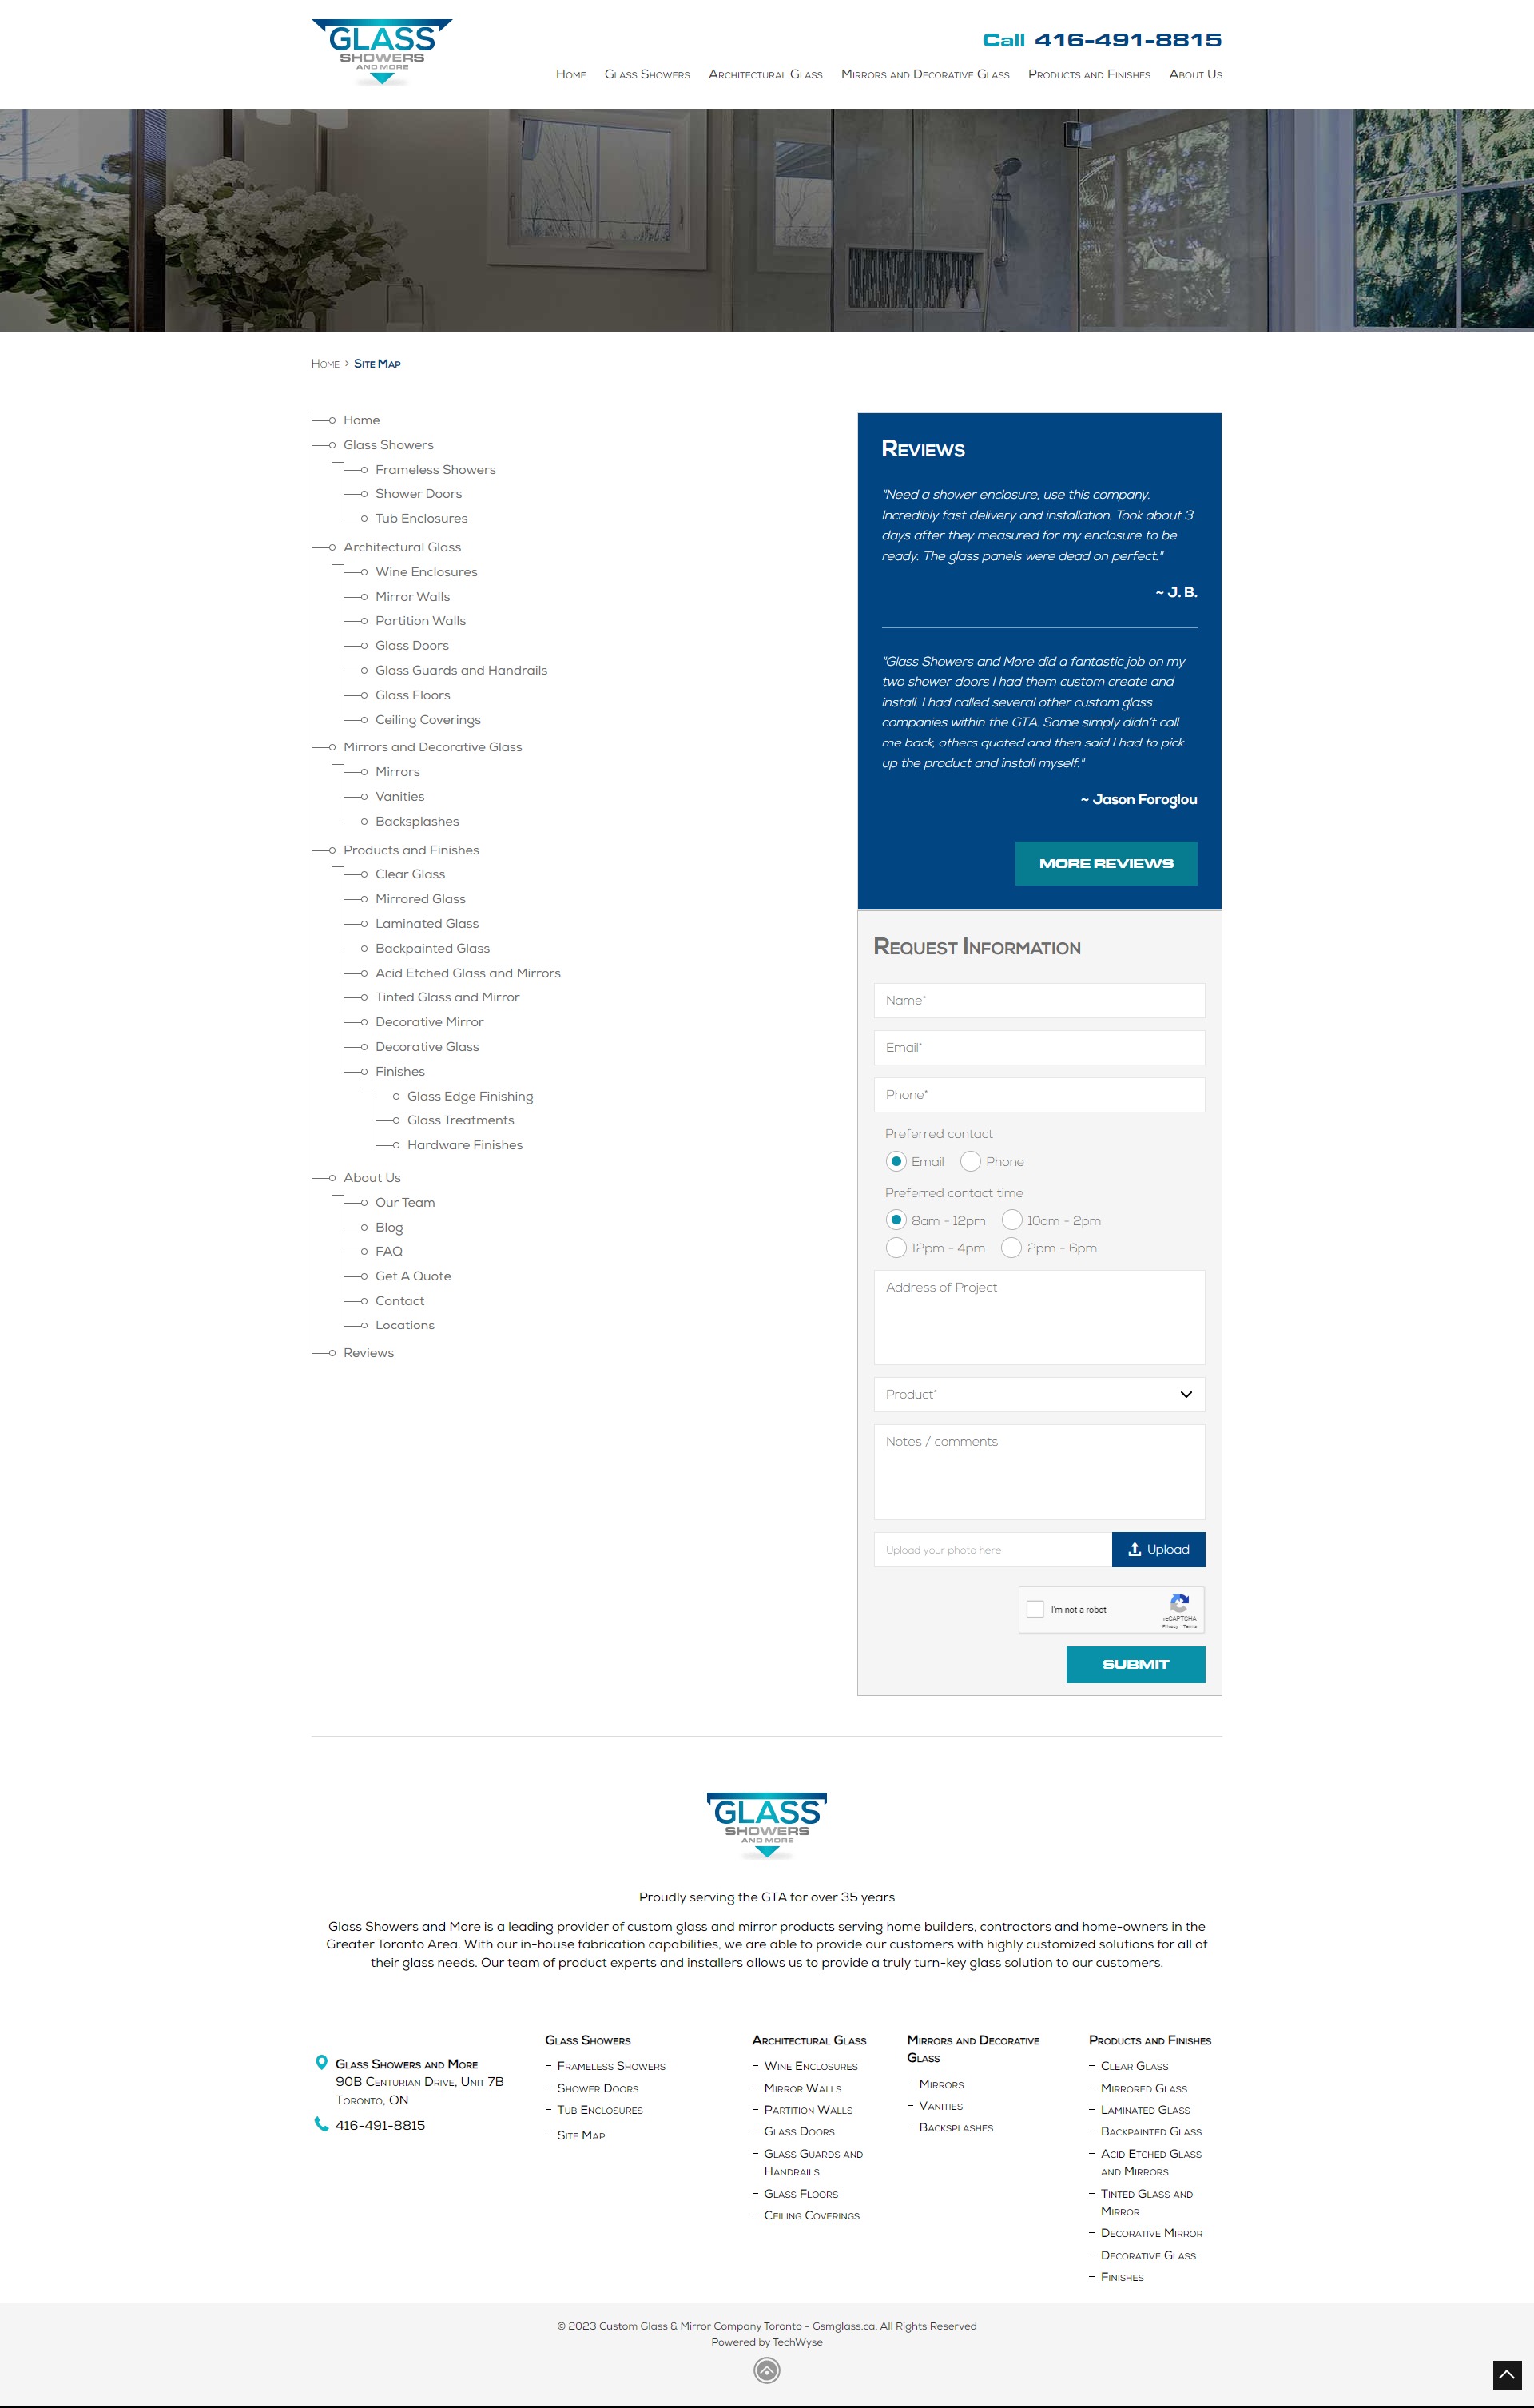 GLASS
SHOWERS
AND MORE
Call 416-491-8815
Home Glass Showers Architectural Glass Mirrors and Decorative Glass Products and Finishes About Us
Home > Site Map
Home
Glass Showers
Frameless Showers
Shower Doors
Tub Enclosures
Architectural Glass
Wine Enclosures
Mirror Walls
Partition Walls
Glass Doors
Glass Guards and Handrails
Glass Floors
Ceiling Coverings
Mirrors and Decorative Glass
Mirrors
Vanities
Backsplashes
Products and Finishes
Clear Glass
Mirrored Glass
Laminated Glass
Backpainted Glass
Acid Etched Glass and Mirrors
Tinted Glass and Mirror
Decorative Mirror
Decorative Glass
Finishes
Glass Edge Finishing
Glass Treatments
Hardware Finishes
About Us
Our Team
Blog
FAQ
Get A Quote
Contact
Locations
Reviews
Reviews
"Need a shower enclosure, use this company.
Incredibly fast delivery and installation. Took about 3
days after they measured for my enclosure to be
ready. The glass panels were dead on perfect."
~ J. B.
"Glass Showers and More did a fantastic job on my
two shower doors I had them custom create and
install. I had called several other custom glass
companies within the GTA. Some simply didn't call
me back, others quoted and then said I had to pick
up the product and install myself."
~ Jason Foroglou
MORE REVIEWS
Request Information
Name*
Email*
Phone*
Preferred contact
Email Phone
Preferred contact time
8am - 12pm 10am - 2pm
12pm - 4pm 2pm - 6pm
Address of Project
Product*
Notes / comments
Upload your photo here Upload
I'm not a robot
reCAPTCHA
Privacy - Terms
SUBMIT
GLASS
SHOWERS
AND MORE
Proudly serving the GTA for over 35 years
Glass Showers and More is a leading provider of custom glass and mirror products serving home builders, contractors and home-owners in the
Greater Toronto Area. With our in-house fabrication capabilities, we are able to provide our customers with highly customized solutions for all of
their glass needs. Our team of product experts and installers allows us to provide a truly turn-key glass solution to our customers.
Glass Showers and More
90B Centurian Drive, Unit 7B
Toronto, ON
416-491-8815
Glass Showers
– Frameless Showers
– Shower Doors
– Tub Enclosures
– Site Map
Architectural Glass
– Wine Enclosures
– Mirror Walls
– Partition Walls
– Glass Doors
– Glass Guards and
Handrails
– Glass Floors
– Ceiling Coverings
Mirrors and Decorative
Glass
– Mirrors
– Vanities
– Backsplashes
Products and Finishes
– Clear Glass
– Mirrored Glass
– Laminated Glass
– Backpainted Glass
– Acid Etched Glass
and Mirrors
– Tinted Glass and
Mirror
– Decorative Mirror
– Decorative Glass
– Finishes
© 2023 Custom Glass & Mirror Company Toronto - Gsmglass.ca. All Rights Reserved
Powered by TechWyse